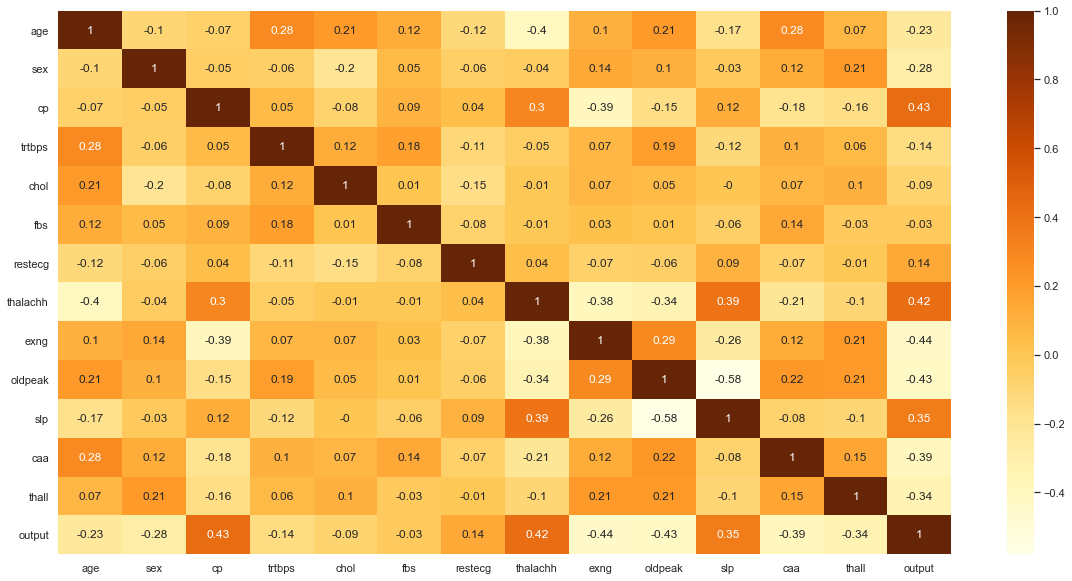 age 1 -0.1 -0.07 0.28 0.21 0.12 -0.12 -0.4 0.1 0.21 -0.17 0.28 0.07 -0.23
sex -0.1 1 -0.05 -0.06 -0.2 0.05 -0.06 -0.04 0.14 0.1 -0.03 0.12 0.21 -0.28
cp -0.07 -0.05 1 0.05 -0.08 0.09 0.04 0.3 -0.39 -0.15 0.12 -0.18 -0.16 0.43
trtbps 0.28 -0.06 0.05 1 0.12 0.18 -0.11 -0.05 0.07 0.19 -0.12 0.1 0.06 -0.14
chol 0.21 -0.2 -0.08 0.12 1 0.01 -0.15 -0.01 0.07 0.05 -0 0.07 0.1 -0.09
fbs 0.12 0.05 0.09 0.18 0.01 1 -0.08 -0.01 0.03 0.01 -0.06 0.14 -0.03 -0.03
restecg -0.12 -0.06 0.04 -0.11 -0.15 -0.08 1 0.04 -0.07 -0.06 0.09 -0.07 -0.01 0.14
thalachh -0.4 -0.04 0.3 -0.05 -0.01 -0.01 0.04 1 -0.38 -0.34 0.39 -0.21 -0.1 0.42
exng 0.1 0.14 -0.39 0.07 0.07 0.03 -0.07 -0.38 1 0.29 -0.26 0.12 0.21 -0.44
oldpeak 0.21 0.1 -0.15 0.19 0.05 0.01 -0.06 -0.34 0.29 1 -0.58 0.22 0.21 -0.43
slp -0.17 -0.03 0.12 -0.12 -0 -0.06 0.09 0.39 -0.26 -0.58 1 -0.08 -0.1 0.35
caa 0.28 0.12 -0.18 0.1 0.07 0.14 -0.07 -0.21 0.12 0.22 -0.08 1 0.15 -0.39
thall 0.07 0.21 -0.16 0.06 0.1 -0.03 -0.01 -0.1 0.21 0.21 -0.1 0.15 1 -0.34
output -0.23 -0.28 0.43 -0.14 -0.09 -0.03 0.14 0.42 -0.44 -0.43 0.35 -0.39 -0.34 1
age sex cp trtbps chol fbs restecg thalachh exng oldpeak slp caa thall output
1.0
0.8
0.6
0.4
0.2
0.0
−0.2
−0.4